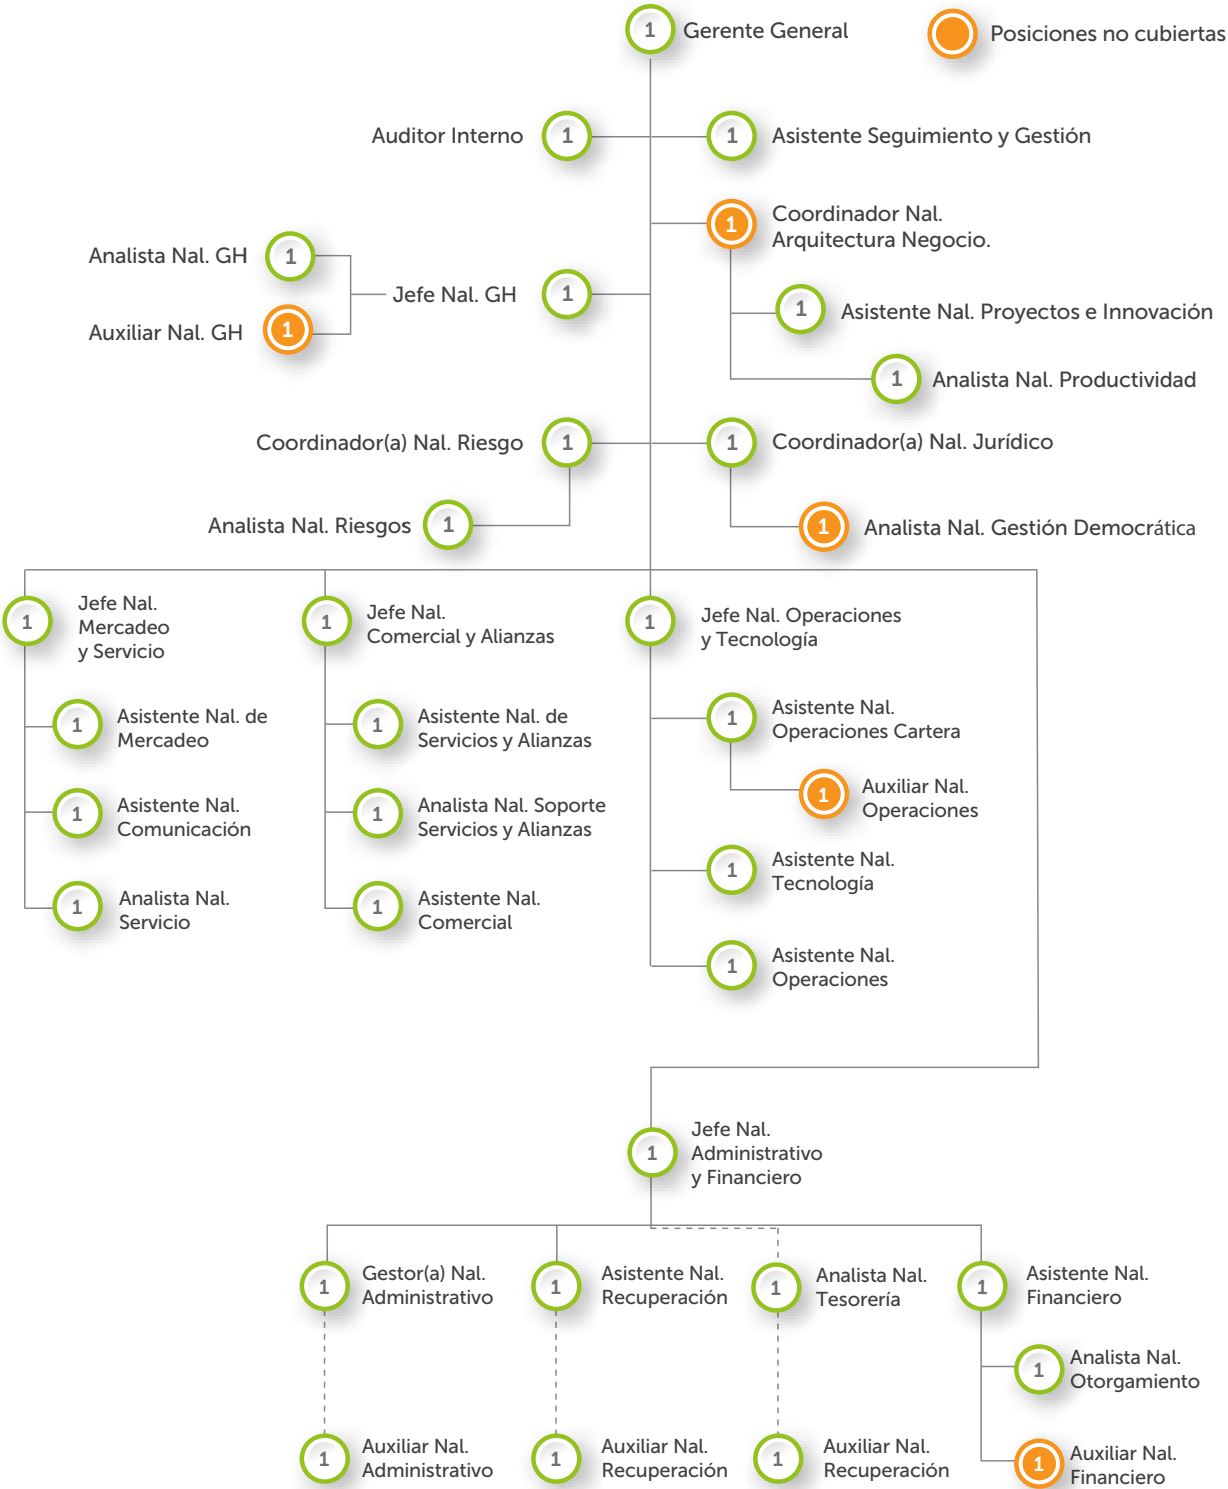 1 Gerente General
Posiciones no cubiertas
Auditor Interno 1
1 Asistente Seguimiento y Gestión
1 Coordinador Nal.
Arquitectura Negocio.
Analista Nal. GH 1
Jefe Nal. GH 1
Auxiliar Nal. GH 1
1 Asistente Nal. Proyectos e Innovación
1 Analista Nal. Productividad
Coordinador(a) Nal. Riesgo 1
1 Coordinador(a) Nal. Jurídico
Analista Nal. Riesgos 1
1 Analista Nal. Gestión Democrática
1 Jefe Nal.
Mercadeo
y Servicio
1 Jefe Nal.
Comercial y Alianzas
1 Jefe Nal. Operaciones
y Tecnología
1 Asistente Nal. de
Mercadeo
1 Asistente Nal. de
Servicios y Alianzas
1 Asistente Nal.
Operaciones Cartera
1 Auxiliar Nal.
Operaciones
1 Asistente Nal.
Comunicación
1 Analista Nal. Soporte
Servicios y Alianzas
1 Asistente Nal.
Tecnología
1 Analista Nal.
Servicio
1 Asistente Nal.
Comercial
1 Asistente Nal.
Operaciones
1 Jefe Nal.
Administrativo
y Financiero
1 Gestor(a) Nal.
Administrativo
1 Asistente Nal.
Recuperación
1 Analista Nal.
Tesorería
1 Asistente Nal.
Financiero
1 Analista Nal.
Otorgamiento
1 Auxiliar Nal.
Administrativo
1 Auxiliar Nal.
Recuperación
1 Auxiliar Nal.
Recuperación
1 Auxiliar Nal.
Financiero